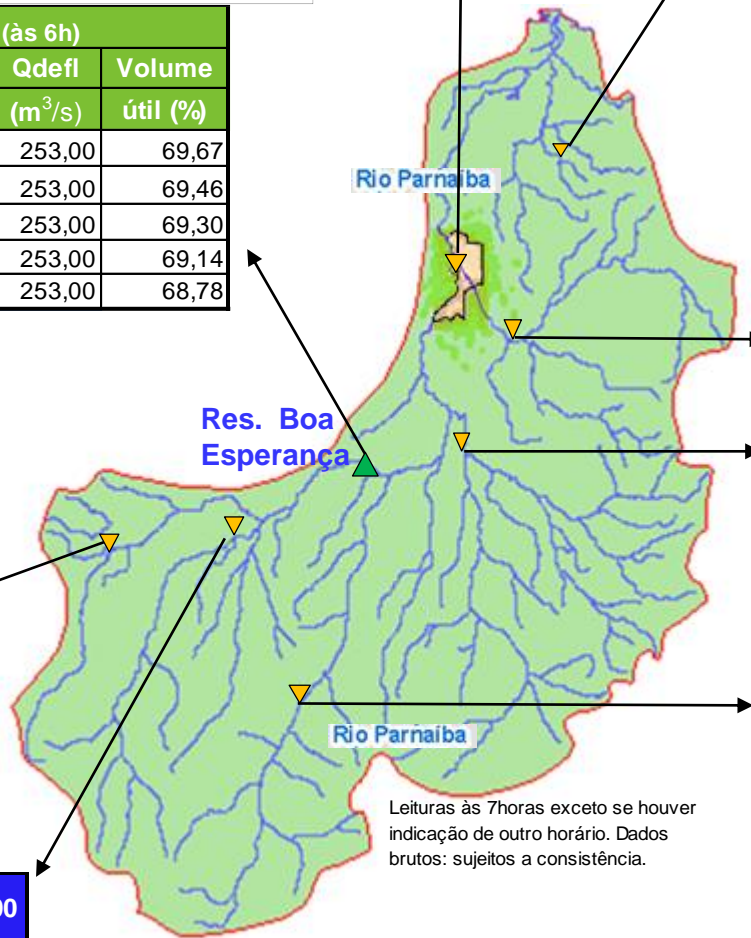 (às 6h)
Qdefl Volume
(m³/s) útil (%)
253,00 69,67
253,00 69,46
253,00 69,30
253,00 69,14
253,00 68,78
Rio Parnaiba
Res. Boa
Esperança
Rio Parnaiba
Leituras às 7horas exceto se houver
indicação de outro horário. Dados
brutos: sujeitos a consistência.